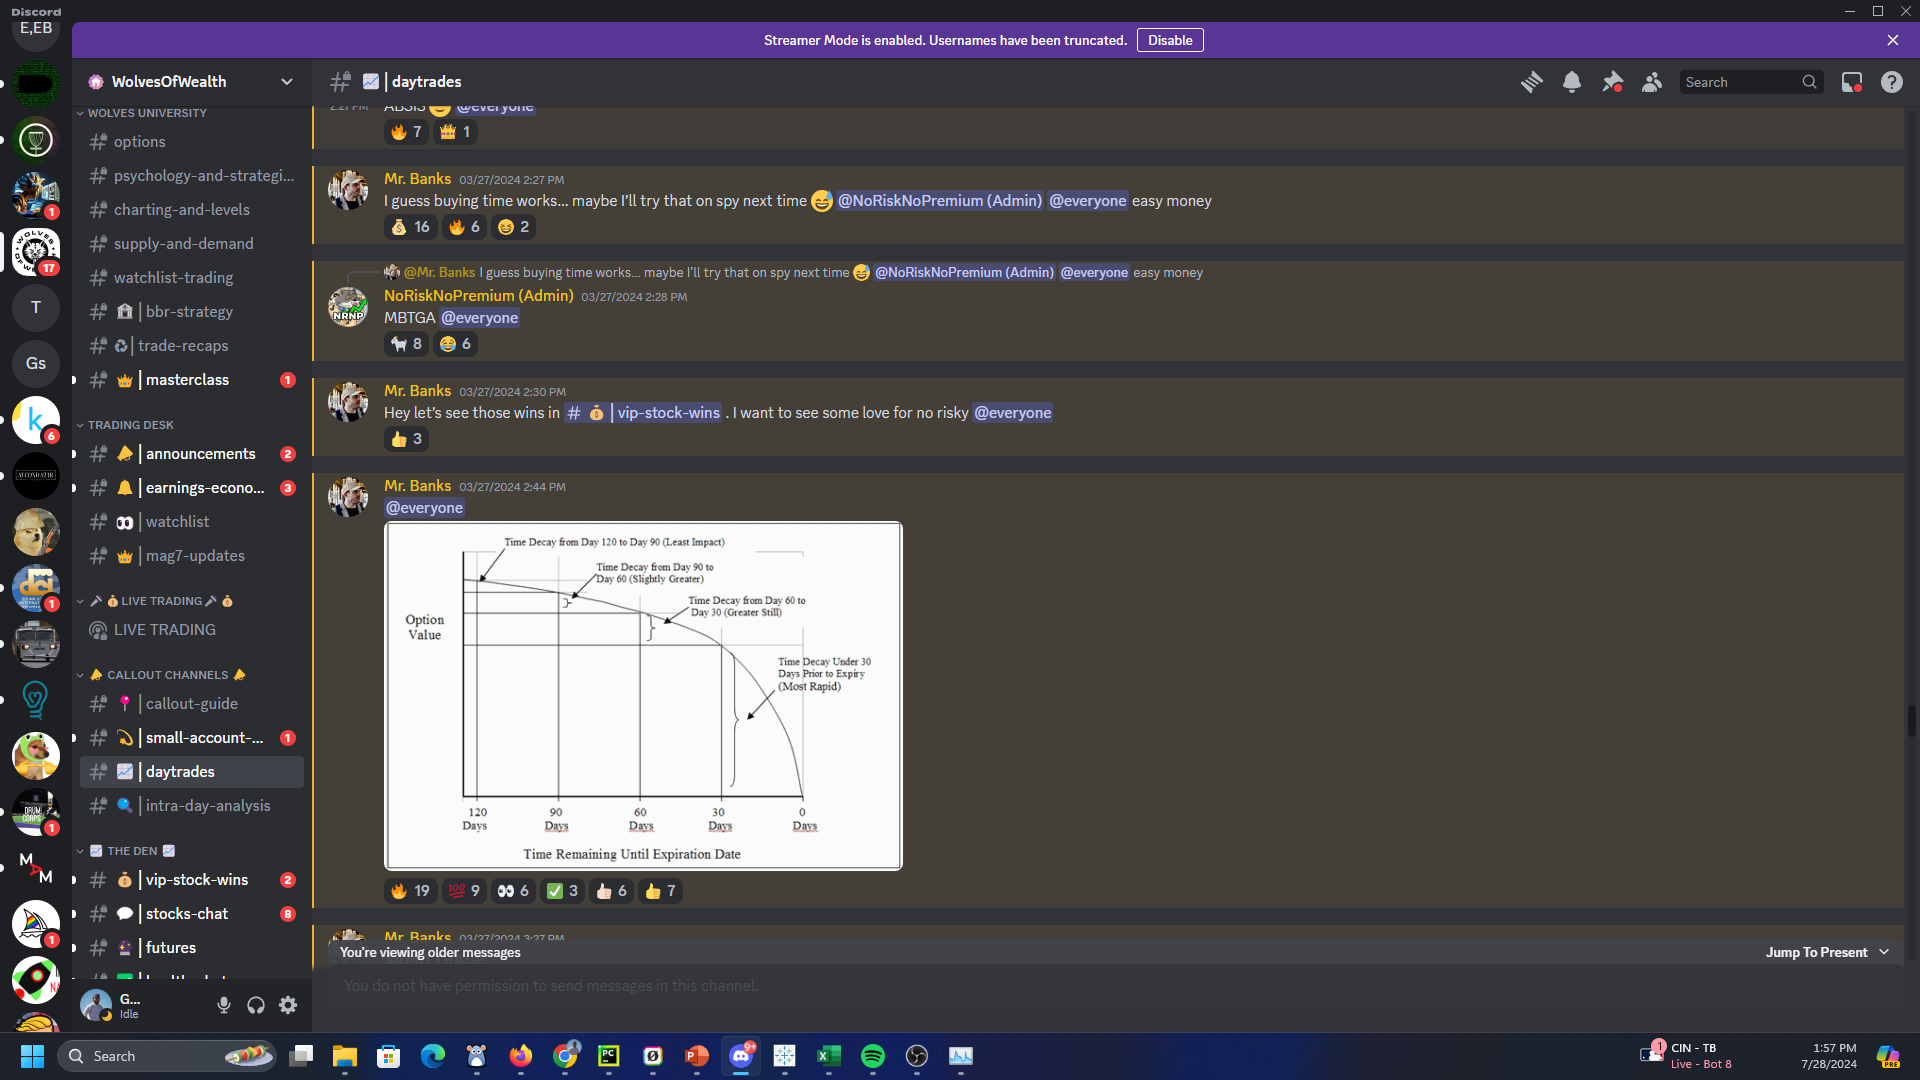 Discord
E,EB
Streamer Mode is enabled. Usernames have been truncated.
Disable
WolvesOfWealth
| daytrades
Search
WOLVES UNIVERSITY
options
psychology-and-strategi...
charting-and-levels
supply-and-demand
watchlist-trading
| bbr-strategy
| trade-recaps
| masterclass
1
TRADING DESK
| announcements
2
| earnings-econo...
3
| watchlist
| mag7-updates
LIVE TRADING
LIVE TRADING
CALLOUT CHANNELS
| callout-guide
| small-account-...
1
| daytrades
| intra-day-analysis
THE DEN
| vip-stock-wins
2
| stocks-chat
8
| futures
G...
Idle
1
17
T
Gs
k
6
SECOND STAR
dci
1
DRUM CORPS
1
MAM
1
2:21 PM
@everyone
7
1
Mr. Banks 03/27/2024 2:27 PM
I guess buying time works... maybe I'll try that on spy next time @NoRiskNoPremium (Admin) @everyone easy money
16
6
2
@Mr. Banks I guess buying time works... maybe I'll try that on spy next time @NoRiskNoPremium (Admin) @everyone easy money
NoRiskNoPremium (Admin) 03/27/2024 2:28 PM
NRNP
MBTGA @everyone
8
6
Mr. Banks 03/27/2024 2:30 PM
Hey let's see those wins in # | vip-stock-wins . I want to see some love for no risky @everyone
3
Mr. Banks 03/27/2024 2:44 PM
@everyone
Time Decay from Day 120 to Day 90 (Least Impact)
Time Decay from Day 90 to
Day 60 (Slightly Greater)
Time Decay from Day 60 to
Day 30 (Greater Still)
Option
Value
Time Decay Under 30
Days Prior to Expiry
(Most Rapid)
120
Days
90
Days
60
Days
30
Days
0
Days
Time Remaining Until Expiration Date
19
100
9
6
3
6
7
Mr. Banks 03/27/2024 3:27 PM
You're viewing older messages
Jump To Present
You do not have permission to send messages in this channel.
Search
PC
9+
1
CIN - TB
Live - Bot 8
1:57 PM
7/28/2024
PRE